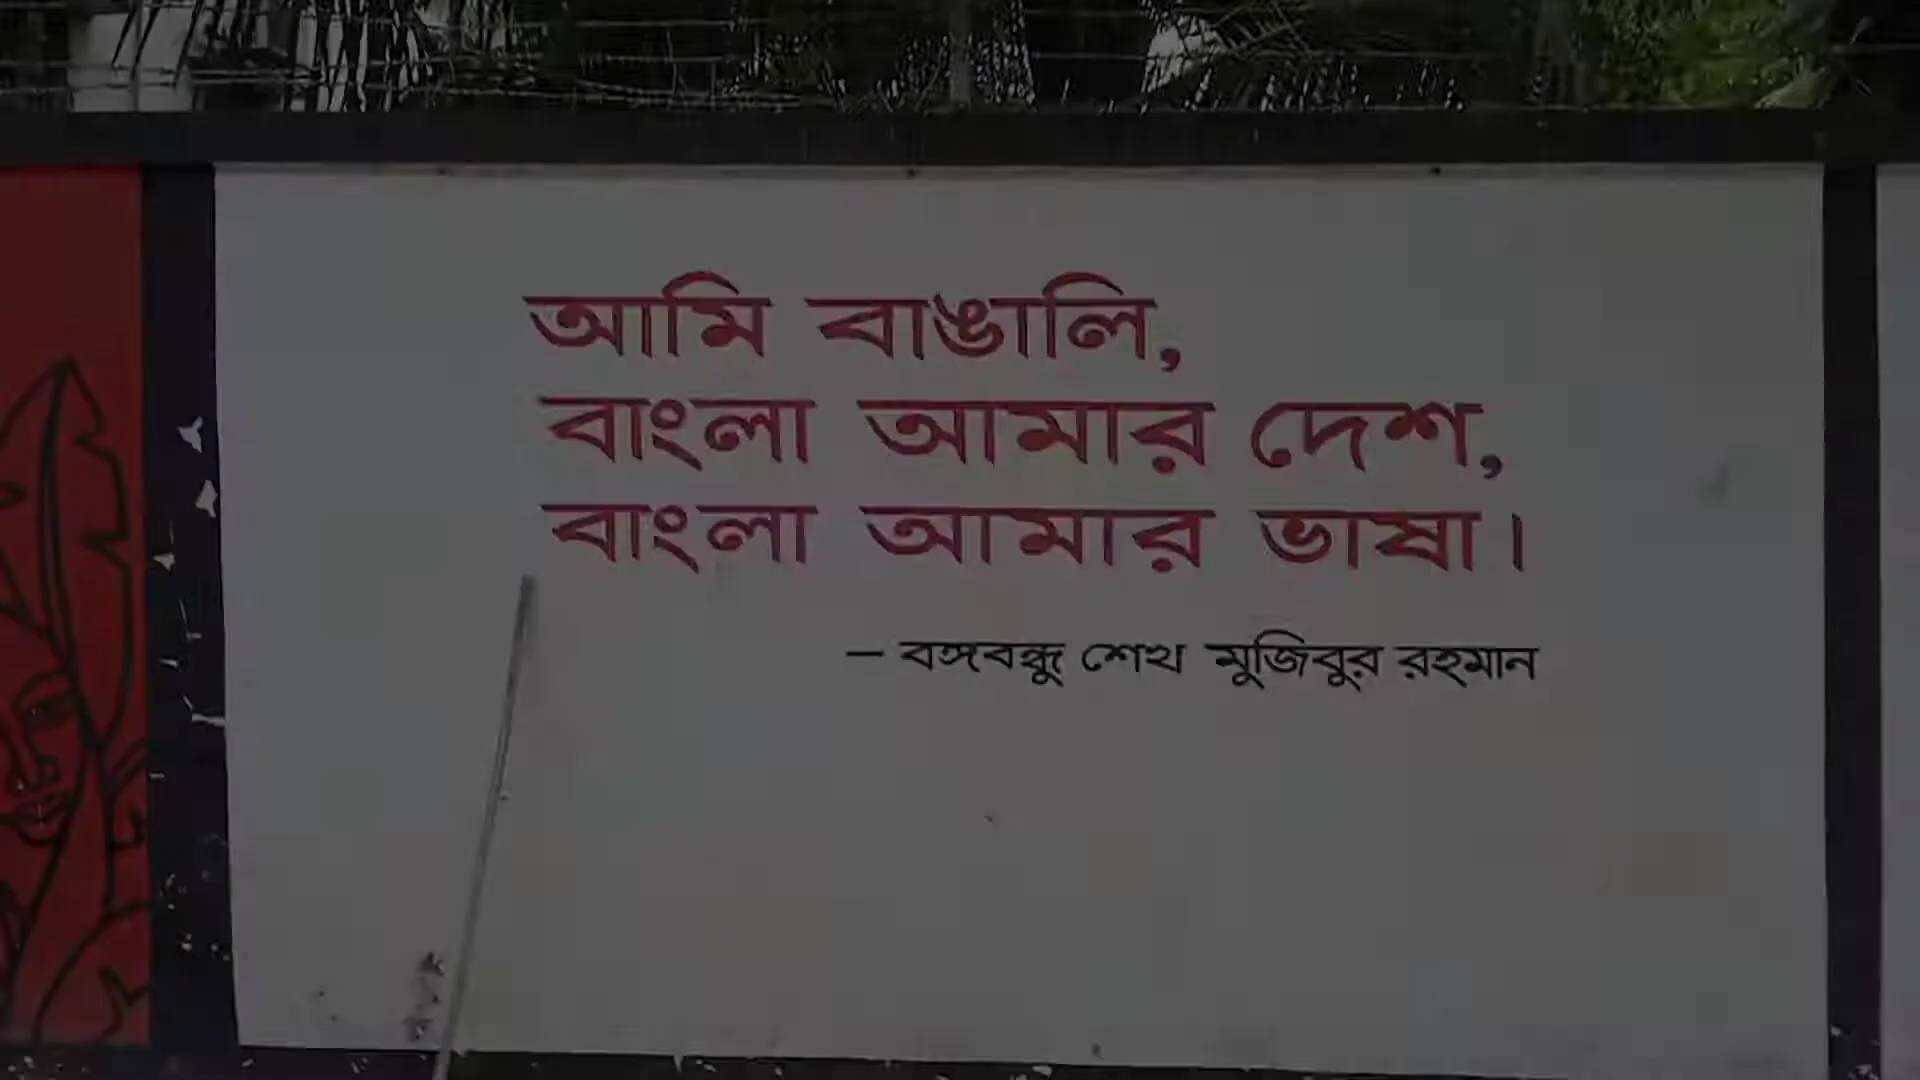 আমি বাঙালি,
বাংলা আমার দেশ,
বাংলা আমার ভাষা।
– বঙ্গবন্ধু শেখ মুজিবুর রহমান